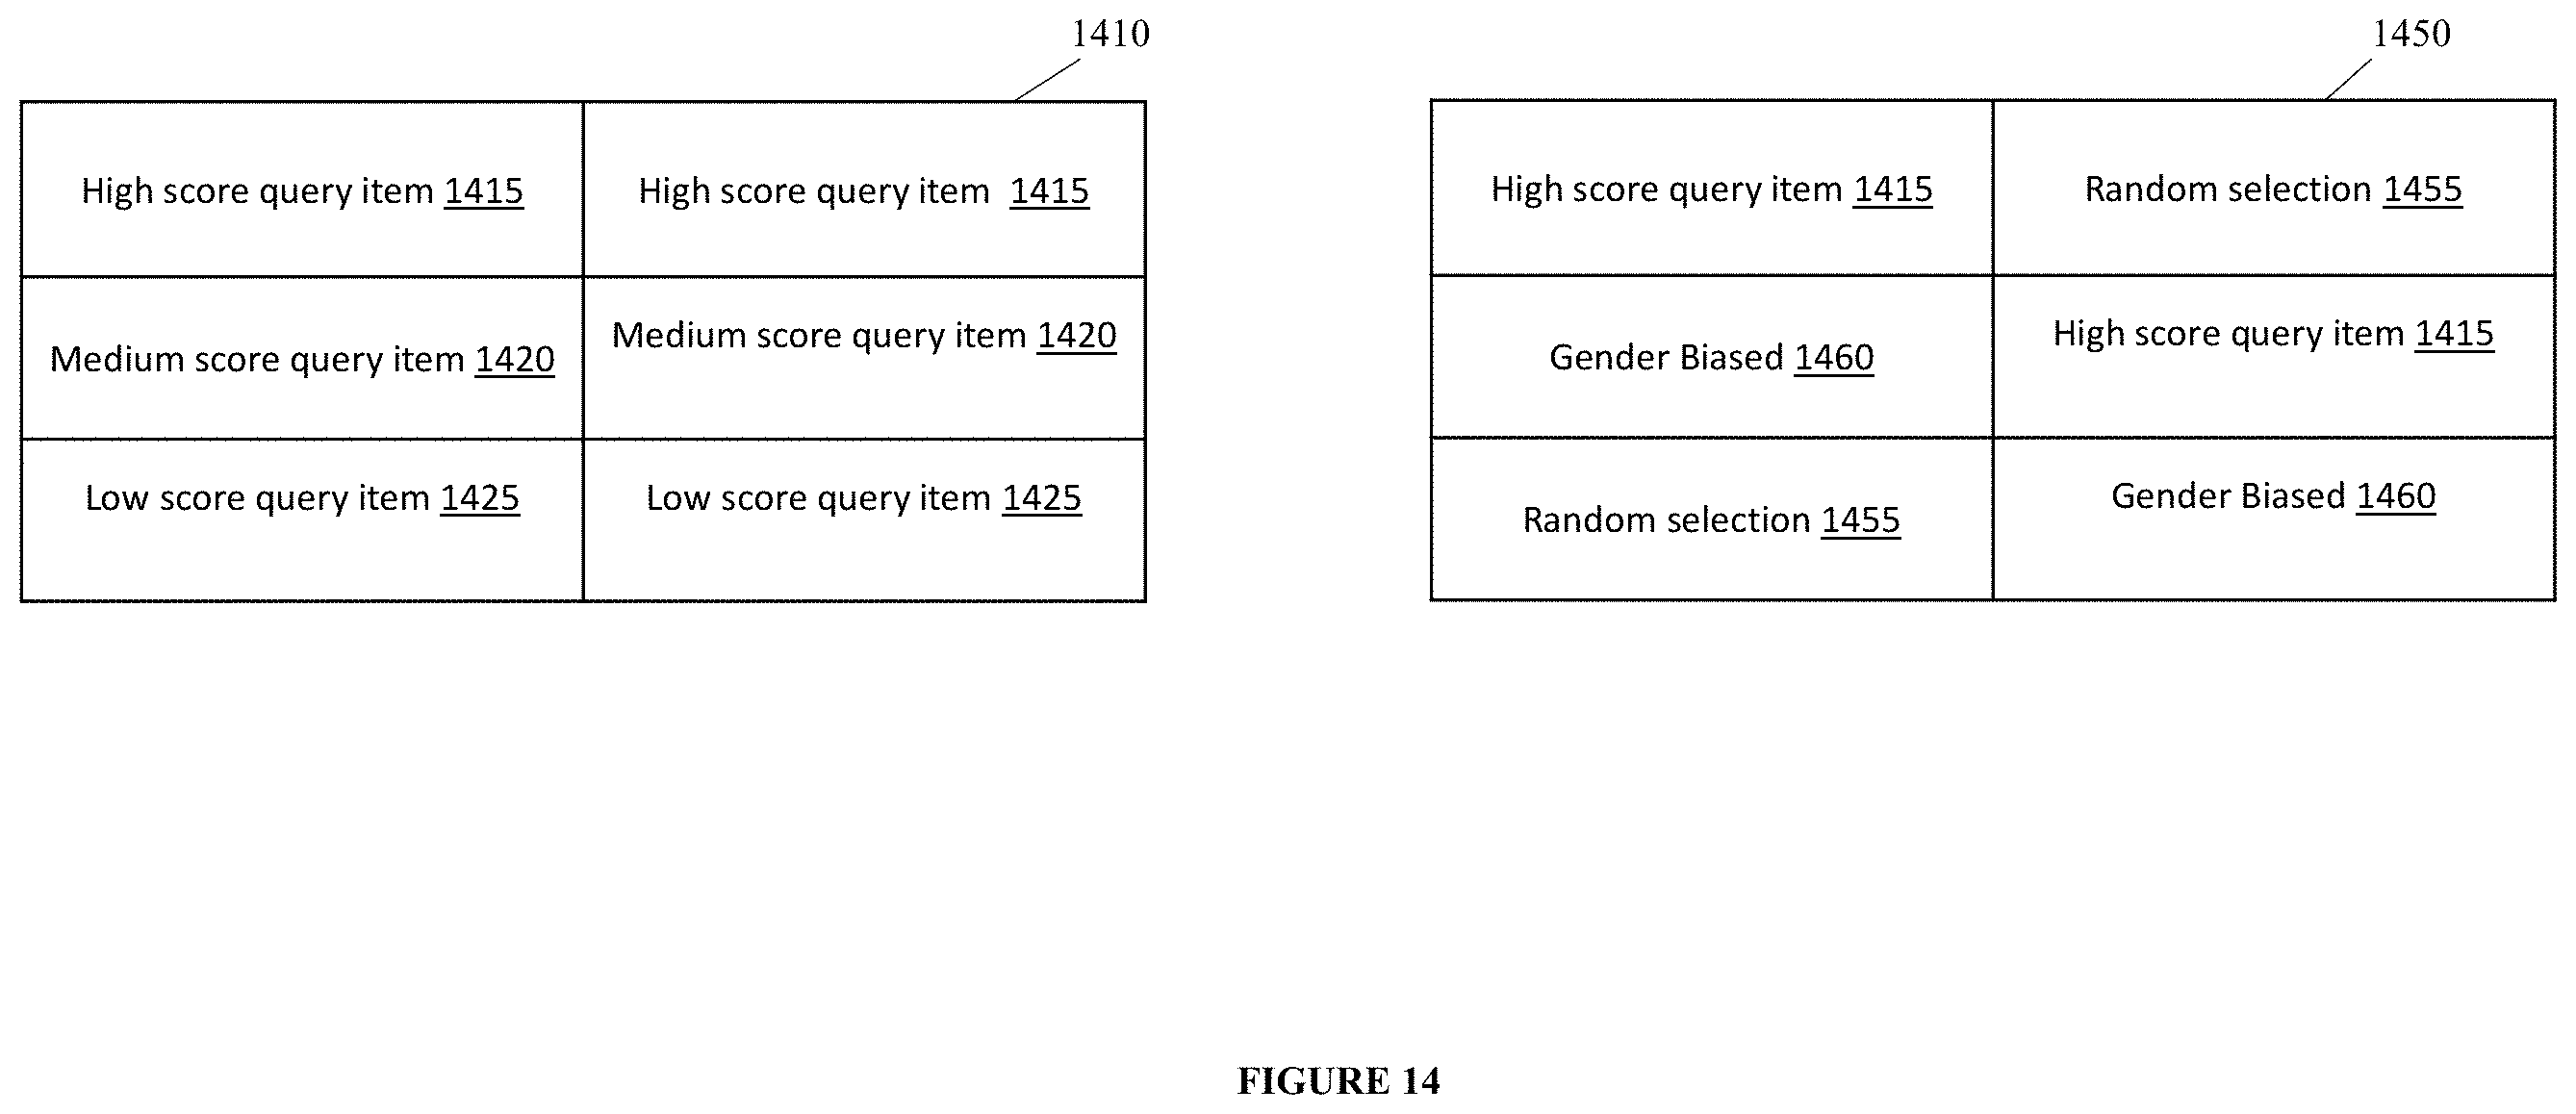 1410
1450
High score query item 1415
High score query item 1415
Medium score query item 1420
Medium score query item 1420
Low score query item 1425
Low score query item 1425
High score query item 1415
Random selection 1455
Gender Biased 1460
High score query item 1415
Random selection 1455
Gender Biased 1460
FIGURE 14